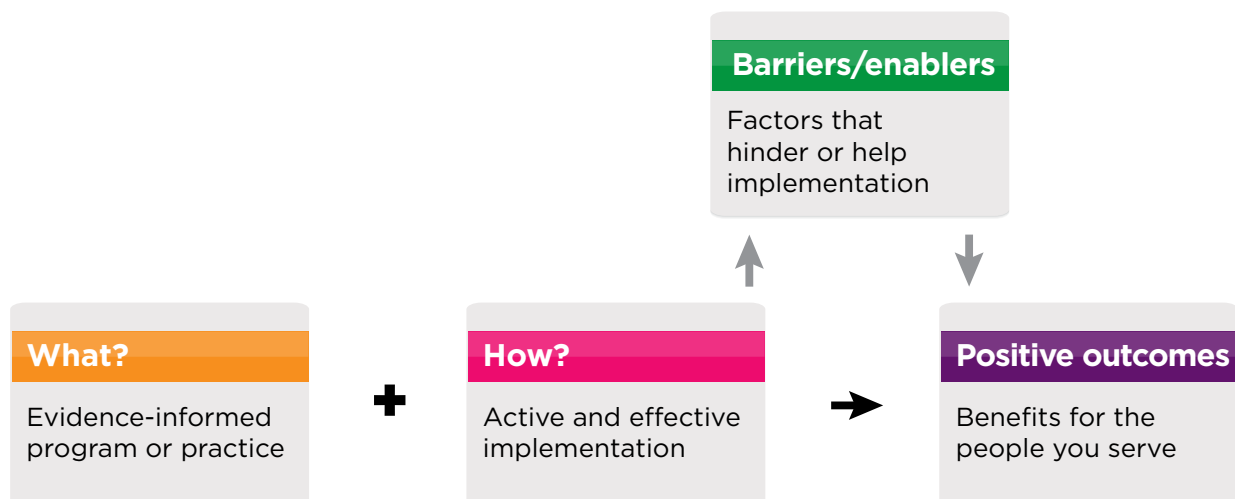 Barriers/enablers
Factors that
hinder or help
implementation
What?
Evidence-informed
program or practice
How?
Active and effective
implementation
Positive outcomes
Benefits for the
people you serve